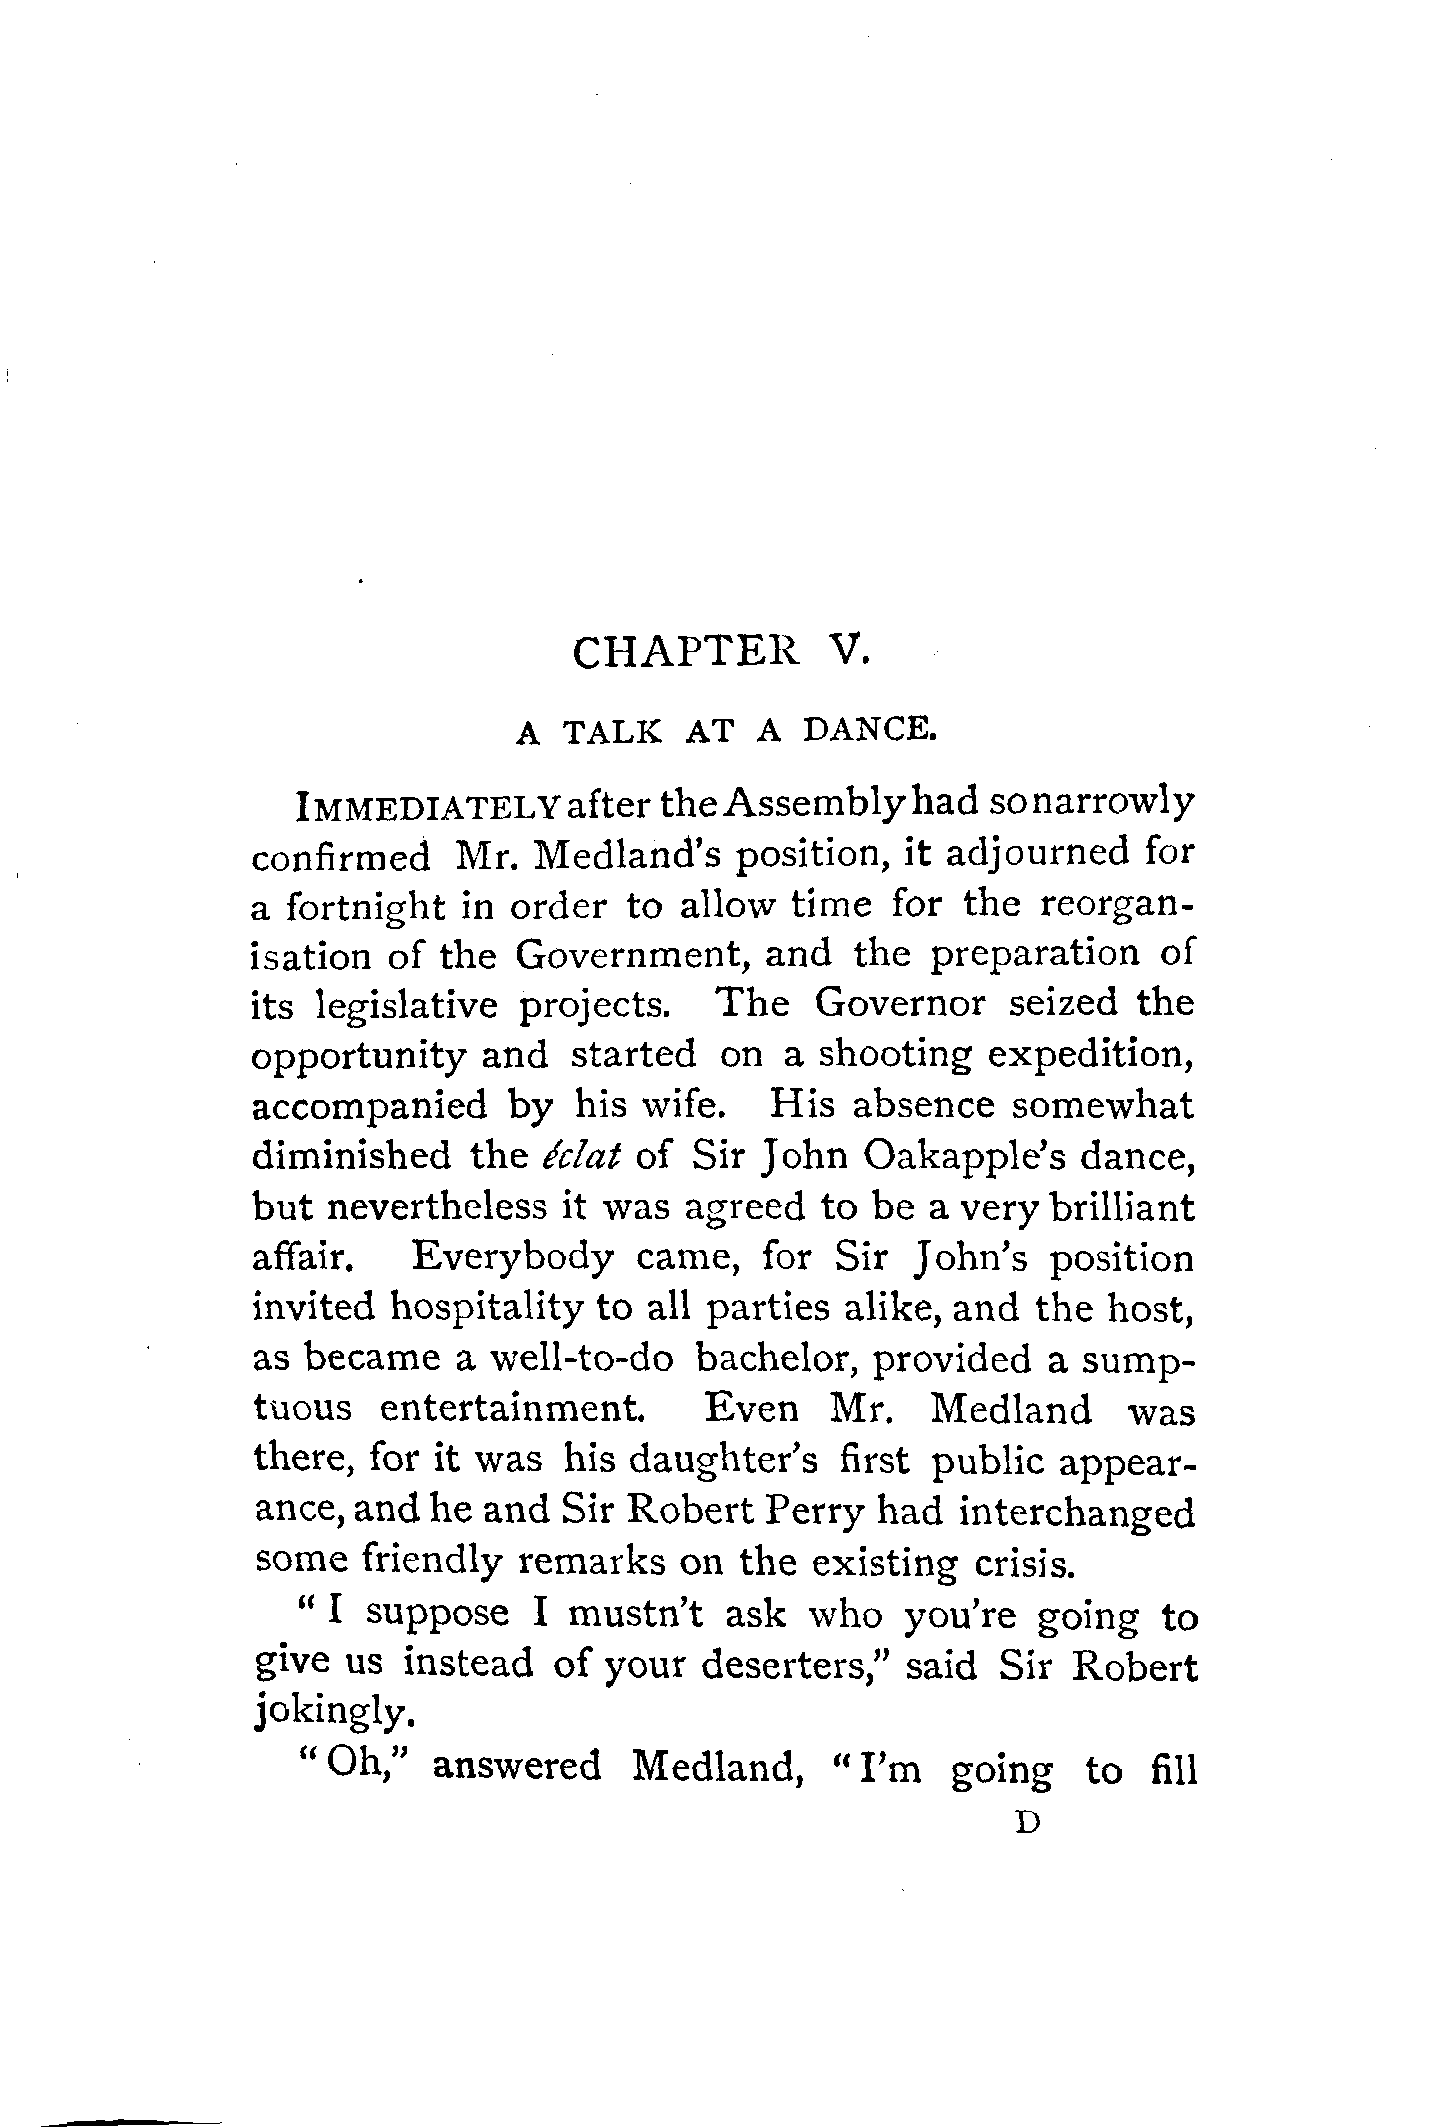 CHAPTER V.
A TALK AT A DANCE.
IMMEDIATELY after the Assembly had so narrowly
confirmed Mr. Medland's position, it adjourned for
a fortnight in order to allow time for the reorgan-
isation of the Government, and the preparation of
its legislative projects. The Governor seized the
opportunity and started on a shooting expedition,
accompanied by his wife. His absence somewhat
diminished the éclat of Sir John Oakapple's dance,
but nevertheless it was agreed to be a very brilliant
affair. Everybody came, for Sir John's position
invited hospitality to all parties alike, and the host,
as became a well-to-do bachelor, provided a sump-
tuous entertainment. Even Mr. Medland was
there, for it was his daughter's first public appear-
ance, and he and Sir Robert Perry had interchanged
some friendly remarks on the existing crisis.
"I suppose I mustn't ask who you're going to
give us instead of your deserters," said Sir Robert
jokingly.
"Oh," answered Medland, "I'm going to fill
D